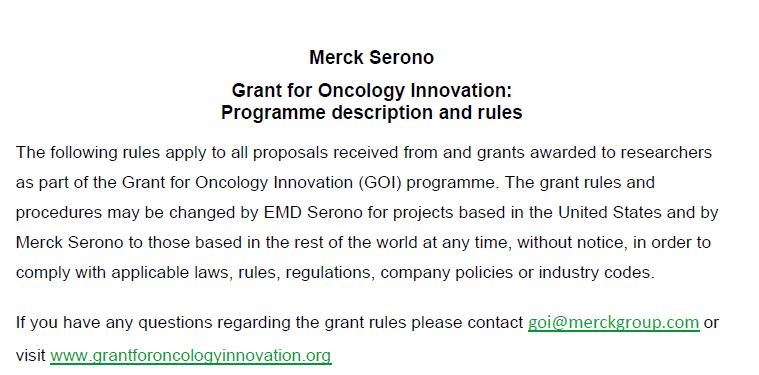 Merck Serono
Grant for Oncology Innovation:
Programme description and rules
The following rules apply to all proposals received from and grants awarded to researchers
as part of the Grant for Oncology Innovation (GOI) programme. The grant rules and
procedures may be changed by EMD Serono for projects based in the United States and by
Merck Serono to those based in the rest of the world at any time, without notice, in order to
comply with applicable laws, rules, regulations, company policies or industry codes.
If you have any questions regarding the grant rules please contact goi@merckgroup.com or
visit www.grantforoncologyinnovation.org